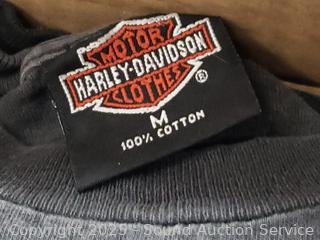 MOTOR
HARLEY-DAVIDSON
CLOTHES
®
M
100% COTTON
Copyright 2025 - Sound Auction Service